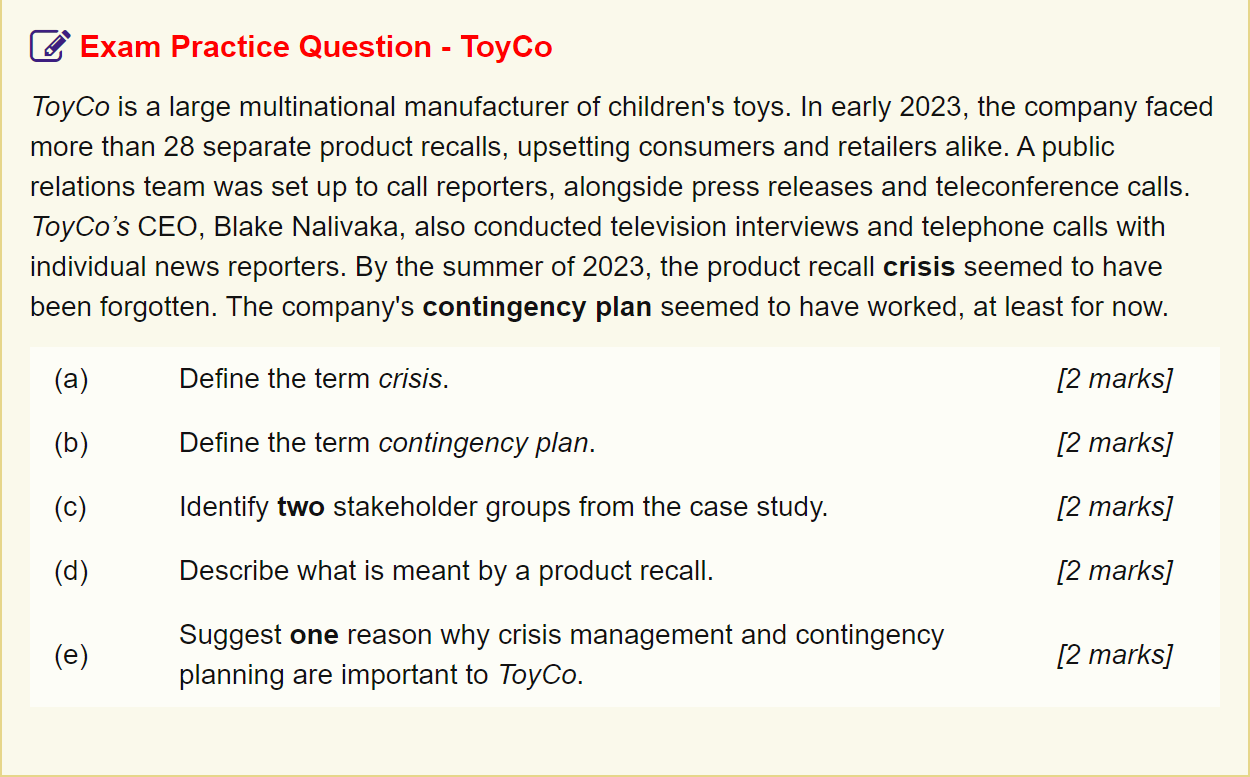 Exam Practice Question - ToyCo
ToyCo is a large multinational manufacturer of children's toys. In early 2023, the company faced
more than 28 separate product recalls, upsetting consumers and retailers alike. A public
relations team was set up to call reporters, alongside press releases and teleconference calls.
ToyCo’s CEO, Blake Nalivaka, also conducted television interviews and telephone calls with
individual news reporters. By the summer of 2023, the product recall crisis seemed to have
been forgotten. The company's contingency plan seemed to have worked, at least for now.
(a) Define the term crisis. [2 marks]
(b) Define the term contingency plan. [2 marks]
(c) Identify two stakeholder groups from the case study. [2 marks]
(d) Describe what is meant by a product recall. [2 marks]
(e) Suggest one reason why crisis management and contingency
planning are important to ToyCo. [2 marks]